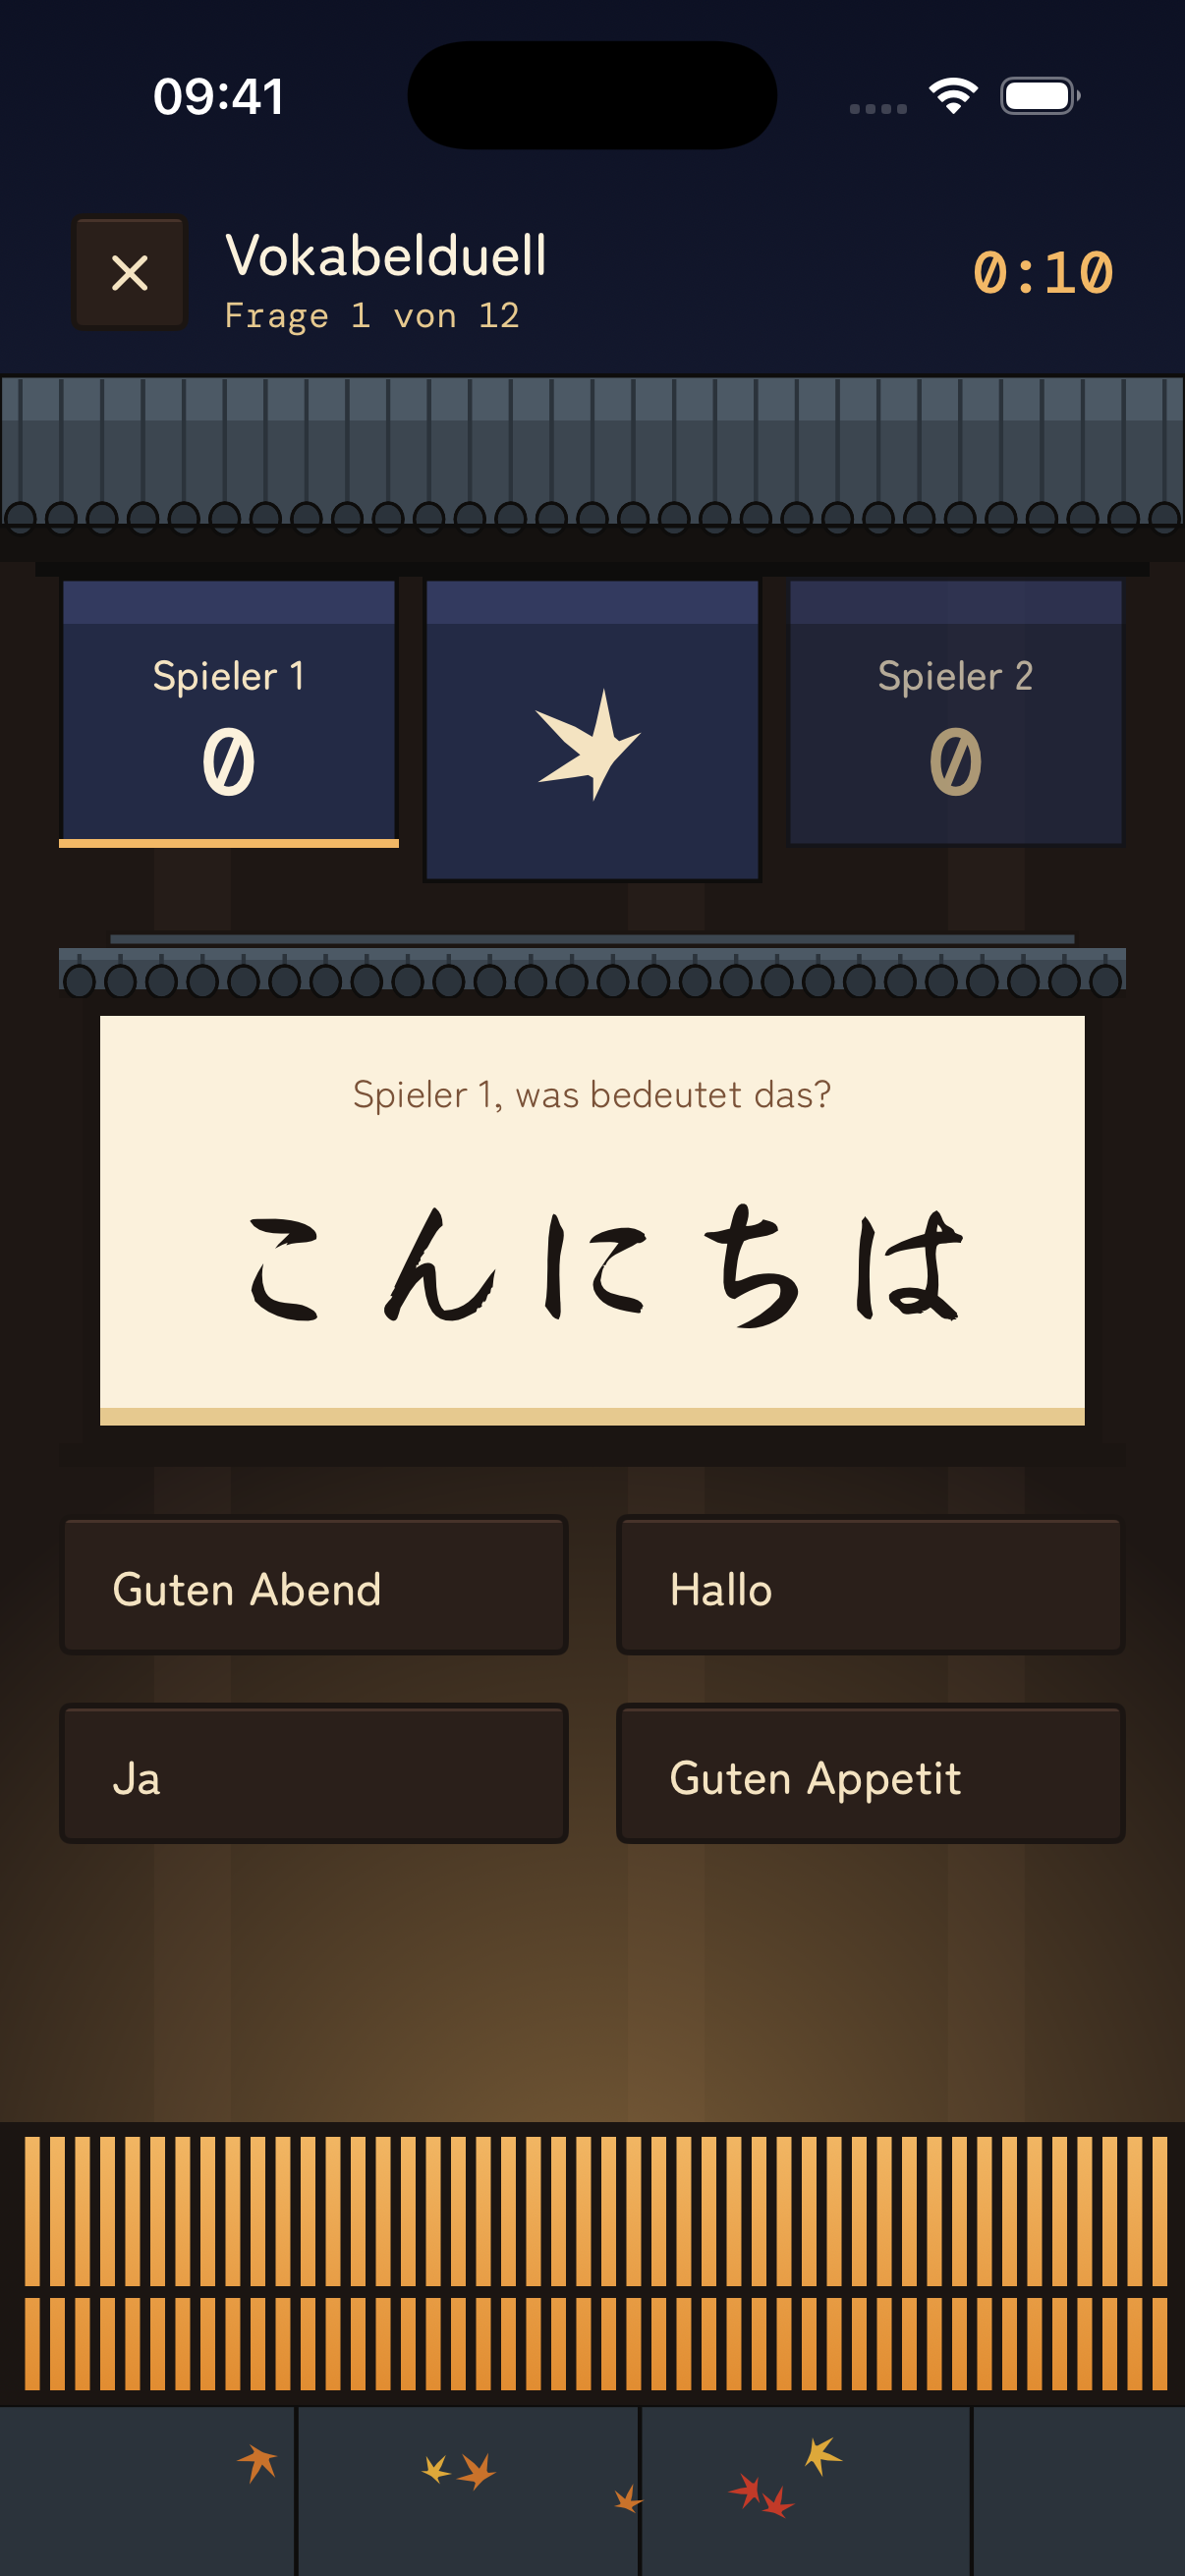 09:41
Vokabelduell
Frage 1 von 12
0:10
Spieler 1
0
Spieler 2
0
Spieler 1, was bedeutet das?
こんにちは
Guten Abend
Hallo
Ja
Guten Appetit